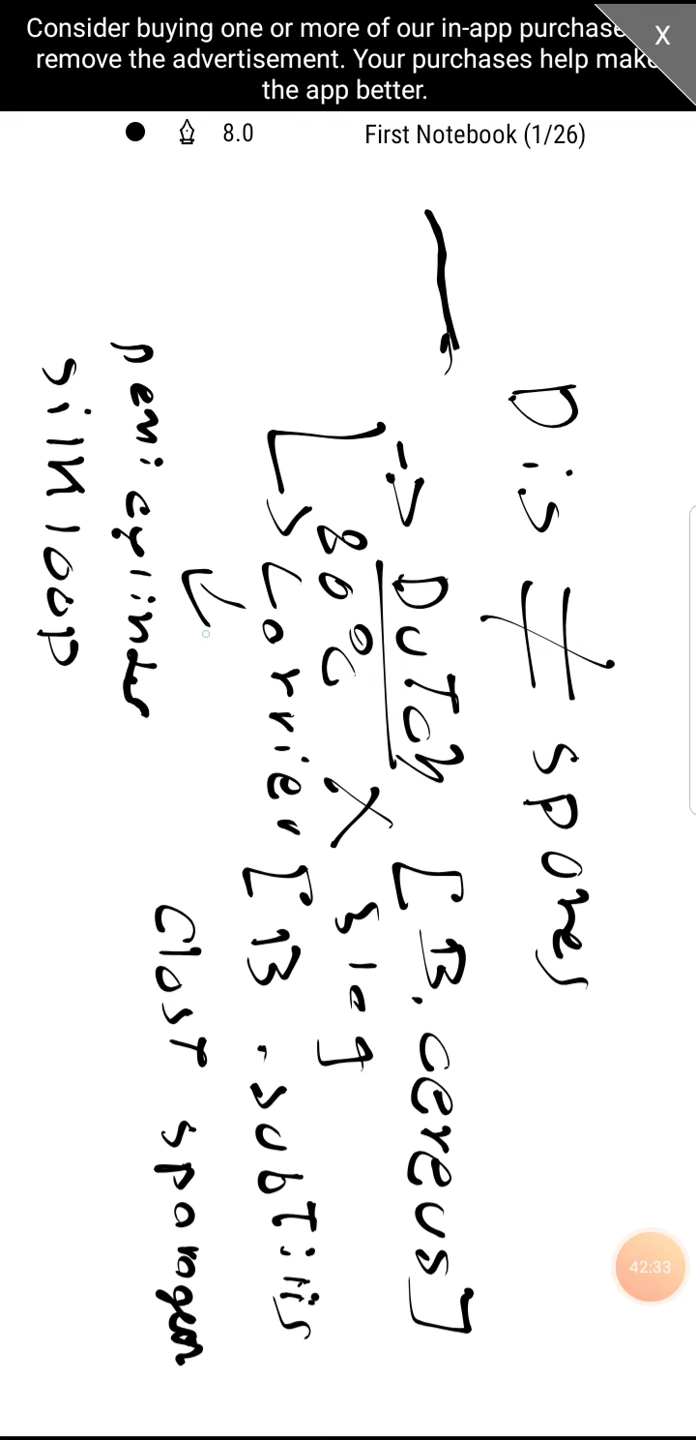 Consider buying one or more of our in-app purchase
remove the advertisement. Your purchases help make
the app better.
X
8.0
First Notebook (1/26)
Dis ≠ spores
-> Dutch [B. cereus]
80°C X 3109
Carrier [B. subtilis
Clost sporogen
peni cylinder
silk loop
42:33